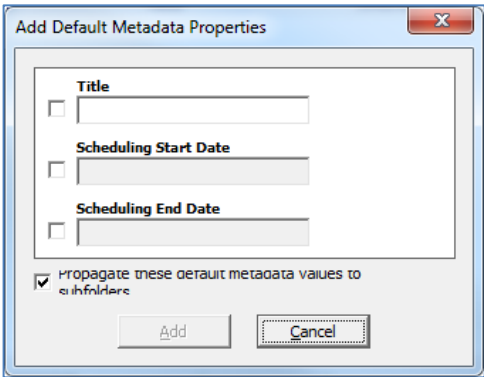 Add Default Metadata Properties
Title
Scheduling Start Date
Scheduling End Date
Propagate these default metadata values to
subfolders
Add
Cancel